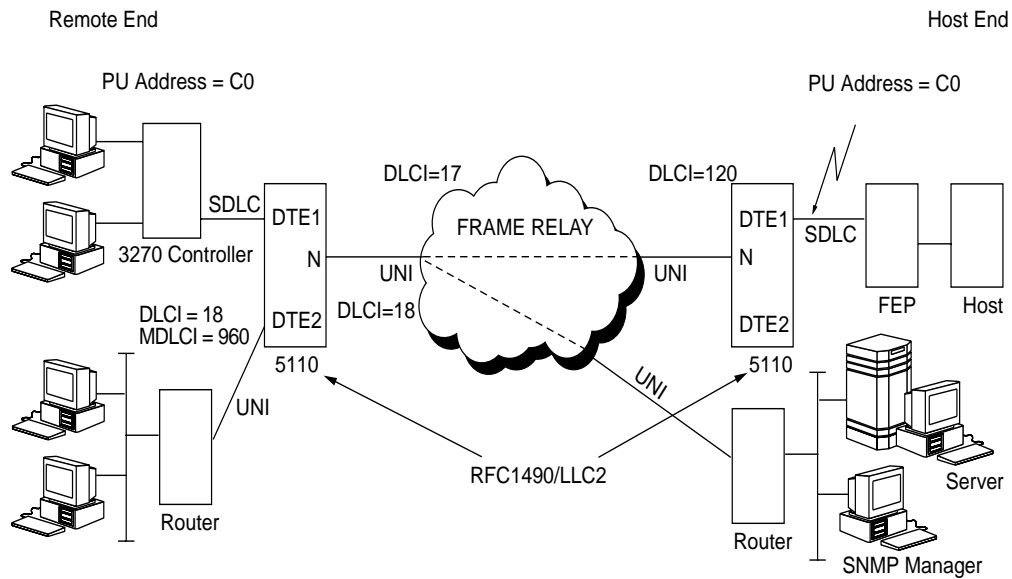 Remote End
Host End
PU Address = C0
PU Address = C0
DLCI=17
DLCI=120
SDLC
DTE1
FRAME RELAY
DTE1
SDLC
3270 Controller
N
UNI
UNI
N
FEP
Host
DLCI=18
DLCI = 18
MDLCI = 960
DTE2
DTE2
5110
5110
UNI
UNI
RFC1490/LLC2
Server
Router
Router
SNMP Manager